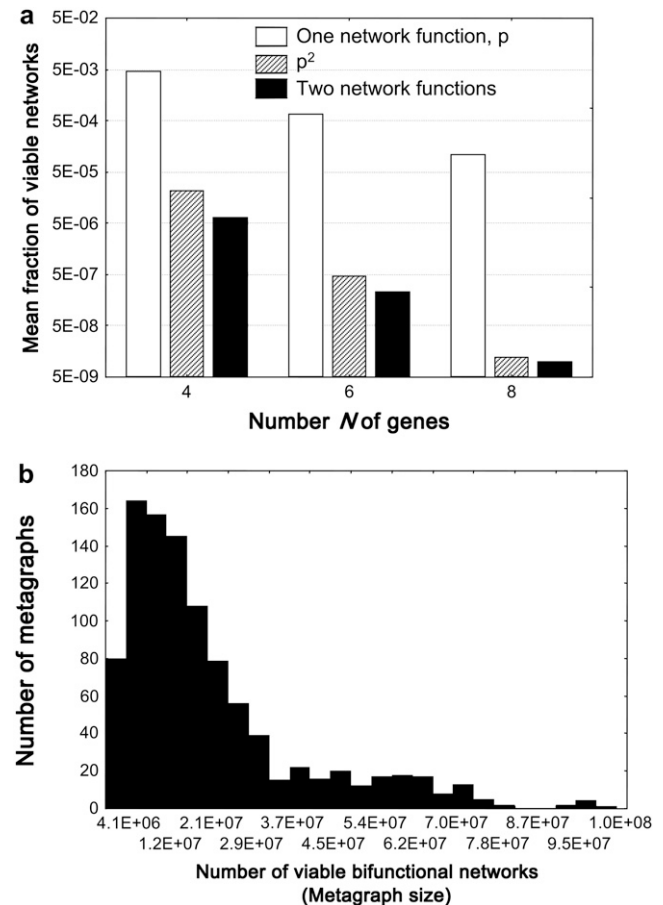 a
5E-02
5E-03
5E-04
5E-05
5E-06
5E-07
5E-08
5E-09
Mean fraction of viable networks
One network function, p
p²
Two network functions
4 6 8
Number N of genes
b
180
160
140
120
100
80
60
40
20
0
Number of metagraphs
4.1E+06 2.1E+07 3.7E+07 5.4E+07 7.0E+07 8.7E+07 1.0E+08
1.2E+07 2.9E+07 4.5E+07 6.2E+07 7.8E+07 9.5E+07
Number of viable bifunctional networks
(Metagraph size)